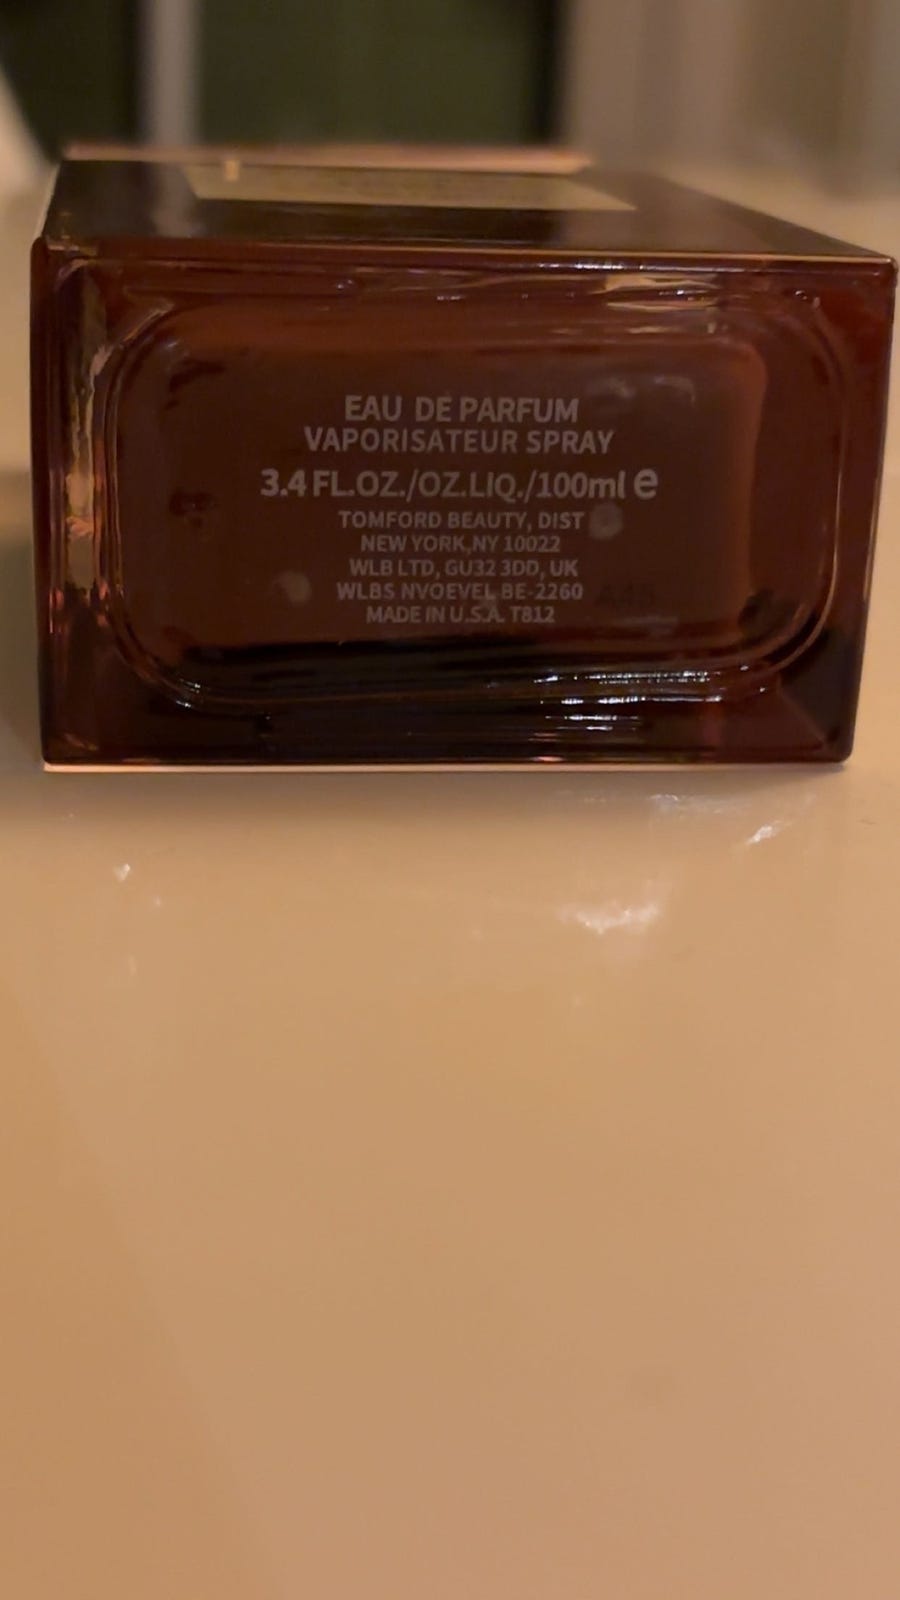 EAU DE PARFUM
VAPORISATEUR SPRAY
3.4 FL.OZ./OZ.LIQ./100ml e
TOMFORD BEAUTY, DIST
NEW YORK,NY 10022
WLB LTD, GU32 3DD, UK
WLBS NVOEVEL BE-2260
MADE IN U.S.A. T812